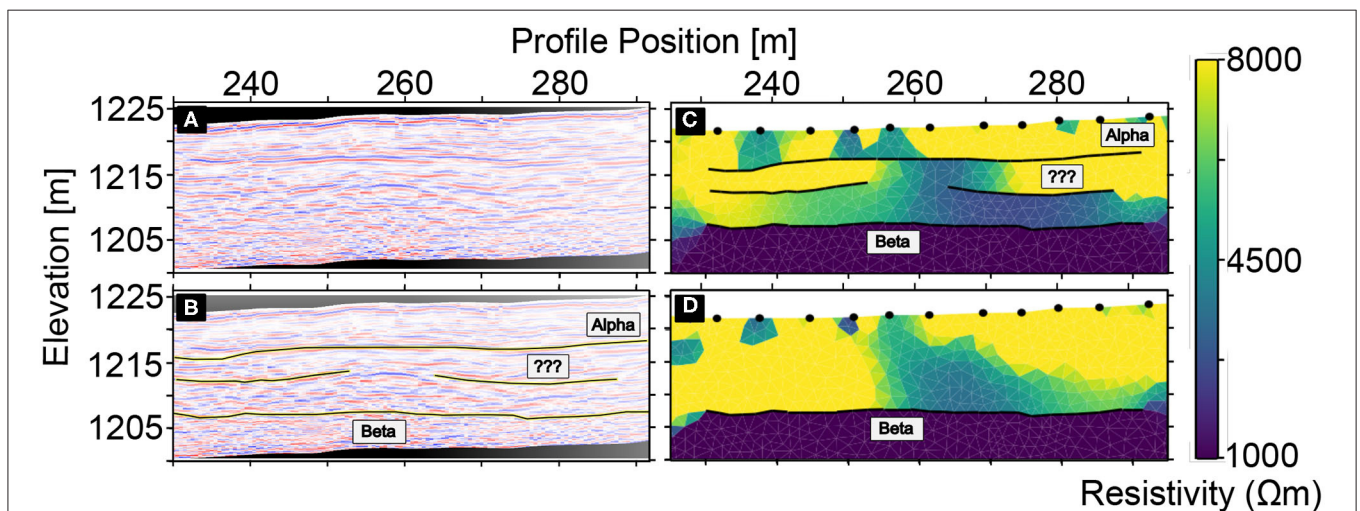 Profile Position [m]
240 260 280 240 260 280
Elevation [m]
1225
1215
1205
1225
1215
1205
A
B
Alpha
???
Beta
C
Alpha
???
Beta
D
Beta
8000
4500
1000
Resistivity (Ωm)